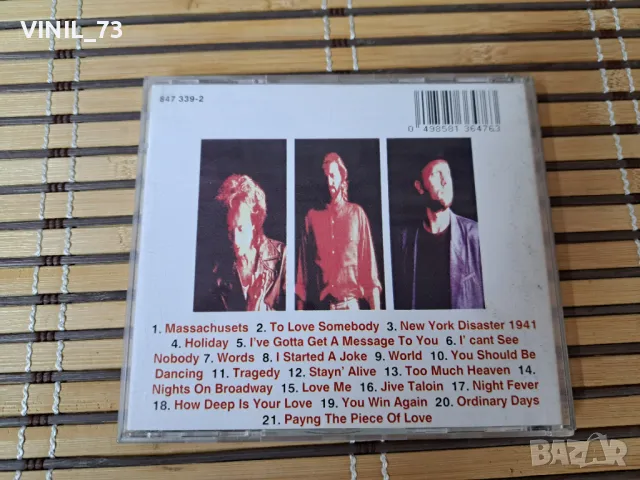 VINIL_73
847 339-2
0 498581 364763
1. Massachusets 2. To Love Somebody 3. New York Disaster 1941
4. Holiday 5. I've Gotta Get A Message To You 6. I' cant See
Nobody 7. Words 8. I Started A Joke 9. World 10. You Should Be
Dancing 11. Tragedy 12. Stayn' Alive 13. Too Much Heaven 14.
Nights On Broadway 15. Love Me 16. Jive Taloin 17. Night Fever
18. How Deep Is Your Love 19. You Win Again 20. Ordinary Days
21. Payng The Piece Of Love
BAZAR
bg